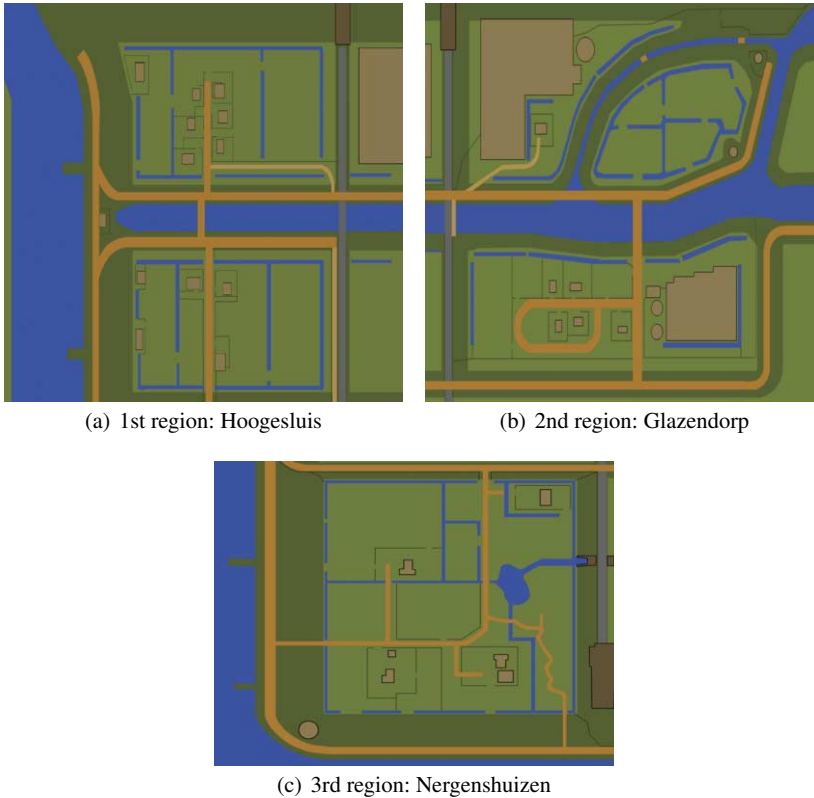 (a) 1st region: Hoogesluis
(b) 2nd region: Glazendorp
(c) 3rd region: Nergenshuizen